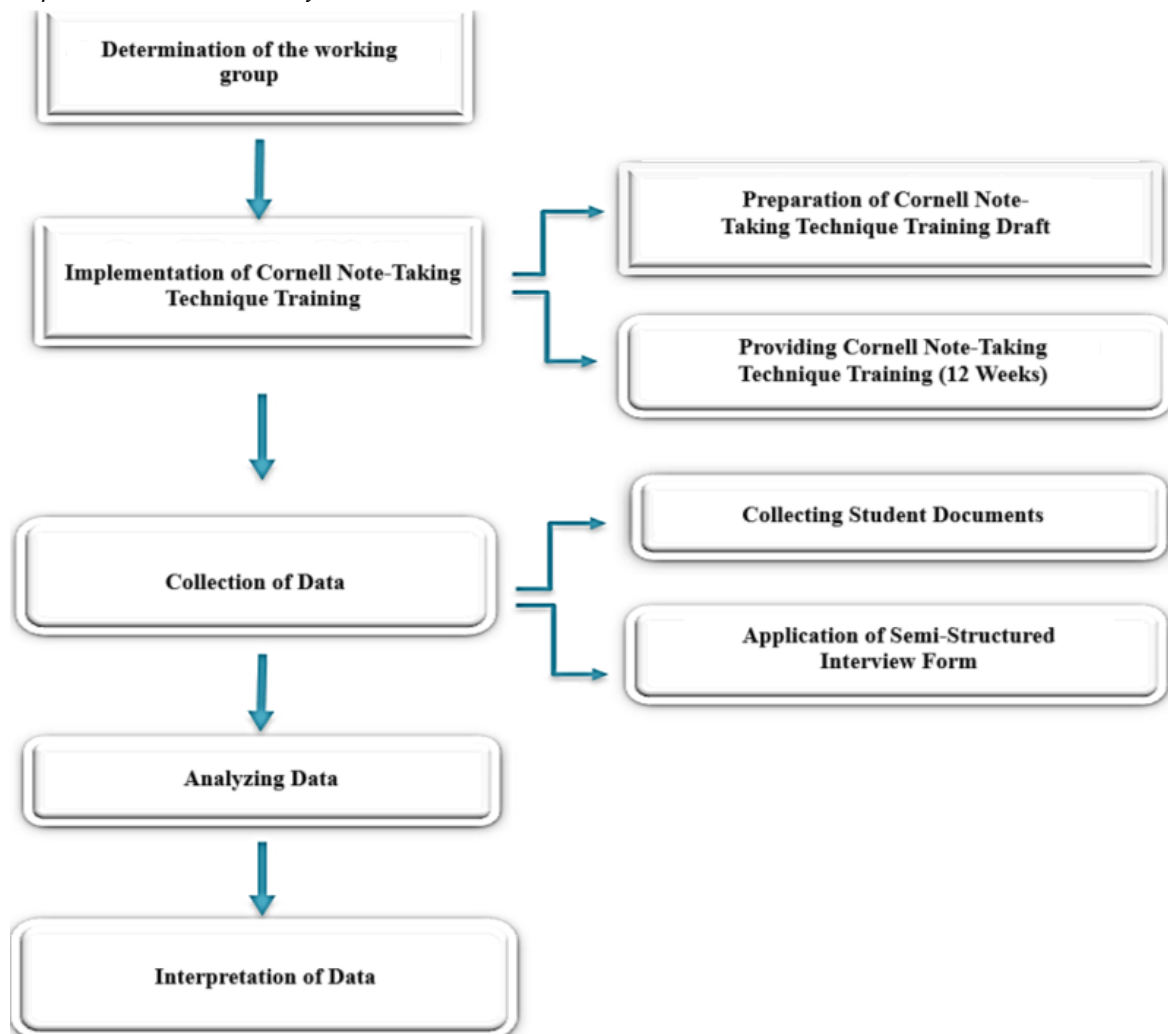 Determination of the working
group
Implementation of Cornell Note-Taking
Technique Training
Preparation of Cornell Note-
Taking Technique Training Draft
Providing Cornell Note-Taking
Technique Training (12 Weeks)
Collection of Data
Collecting Student Documents
Application of Semi-Structured
Interview Form
Analyzing Data
Interpretation of Data